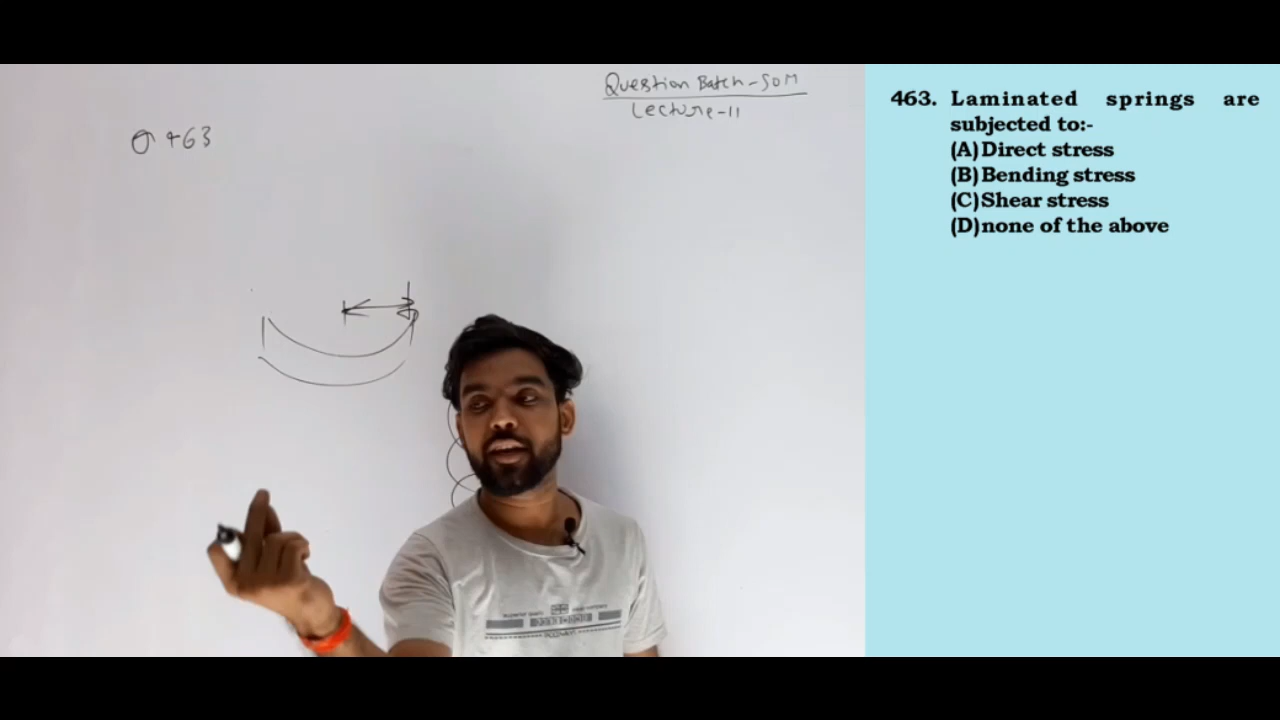 Question Batch-SOM
Lecture-11
463
463. Laminated springs are
subjected to:-
(A)Direct stress
(B)Bending stress
(C)Shear stress
(D)none of the above